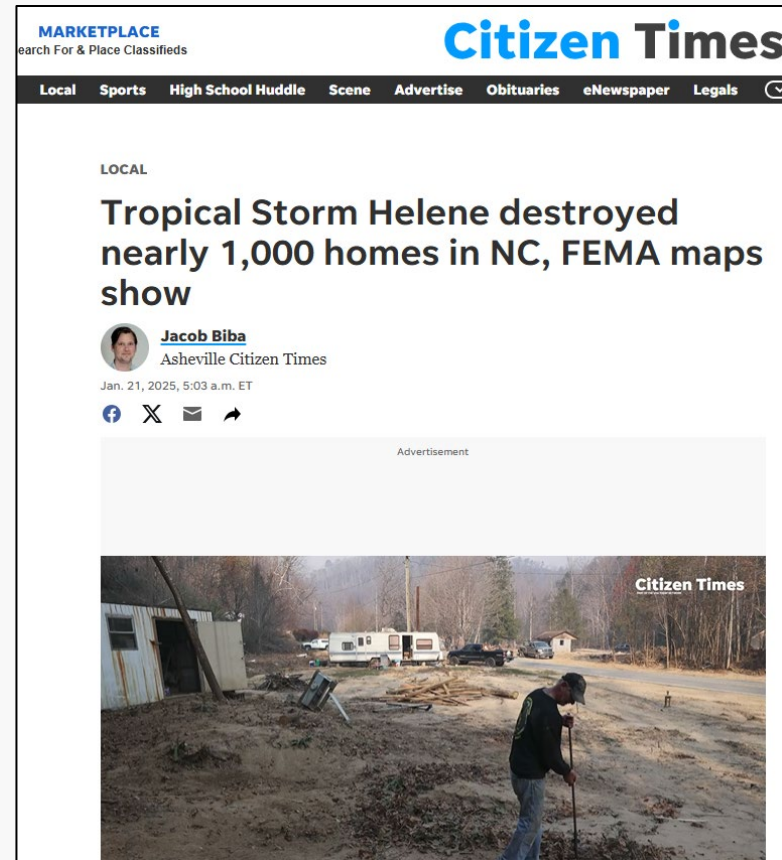 MARKETPLACE
earch For & Place Classifieds
Citizen Times
Local Sports High School Huddle Scene Advertise Obituaries eNewspaper Legals
LOCAL
Tropical Storm Helene destroyed
nearly 1,000 homes in NC, FEMA maps
show
Jacob Biba
Asheville Citizen Times
Jan. 21, 2025, 5:03 a.m. ET
Advertisement
Citizen Times